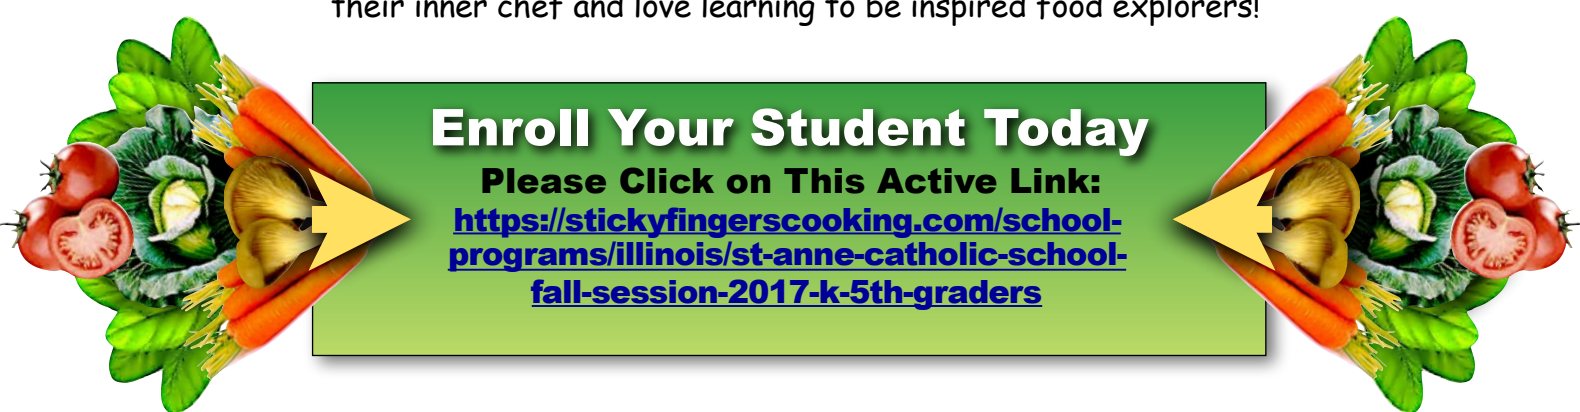 their inner chef and love learning to be inspired food explorers!
Enroll Your Student Today
Please Click on This Active Link:
https://stickyfingerscooking.com/school-
programs/illinois/st-anne-catholic-school-
fall-session-2017-k-5th-graders